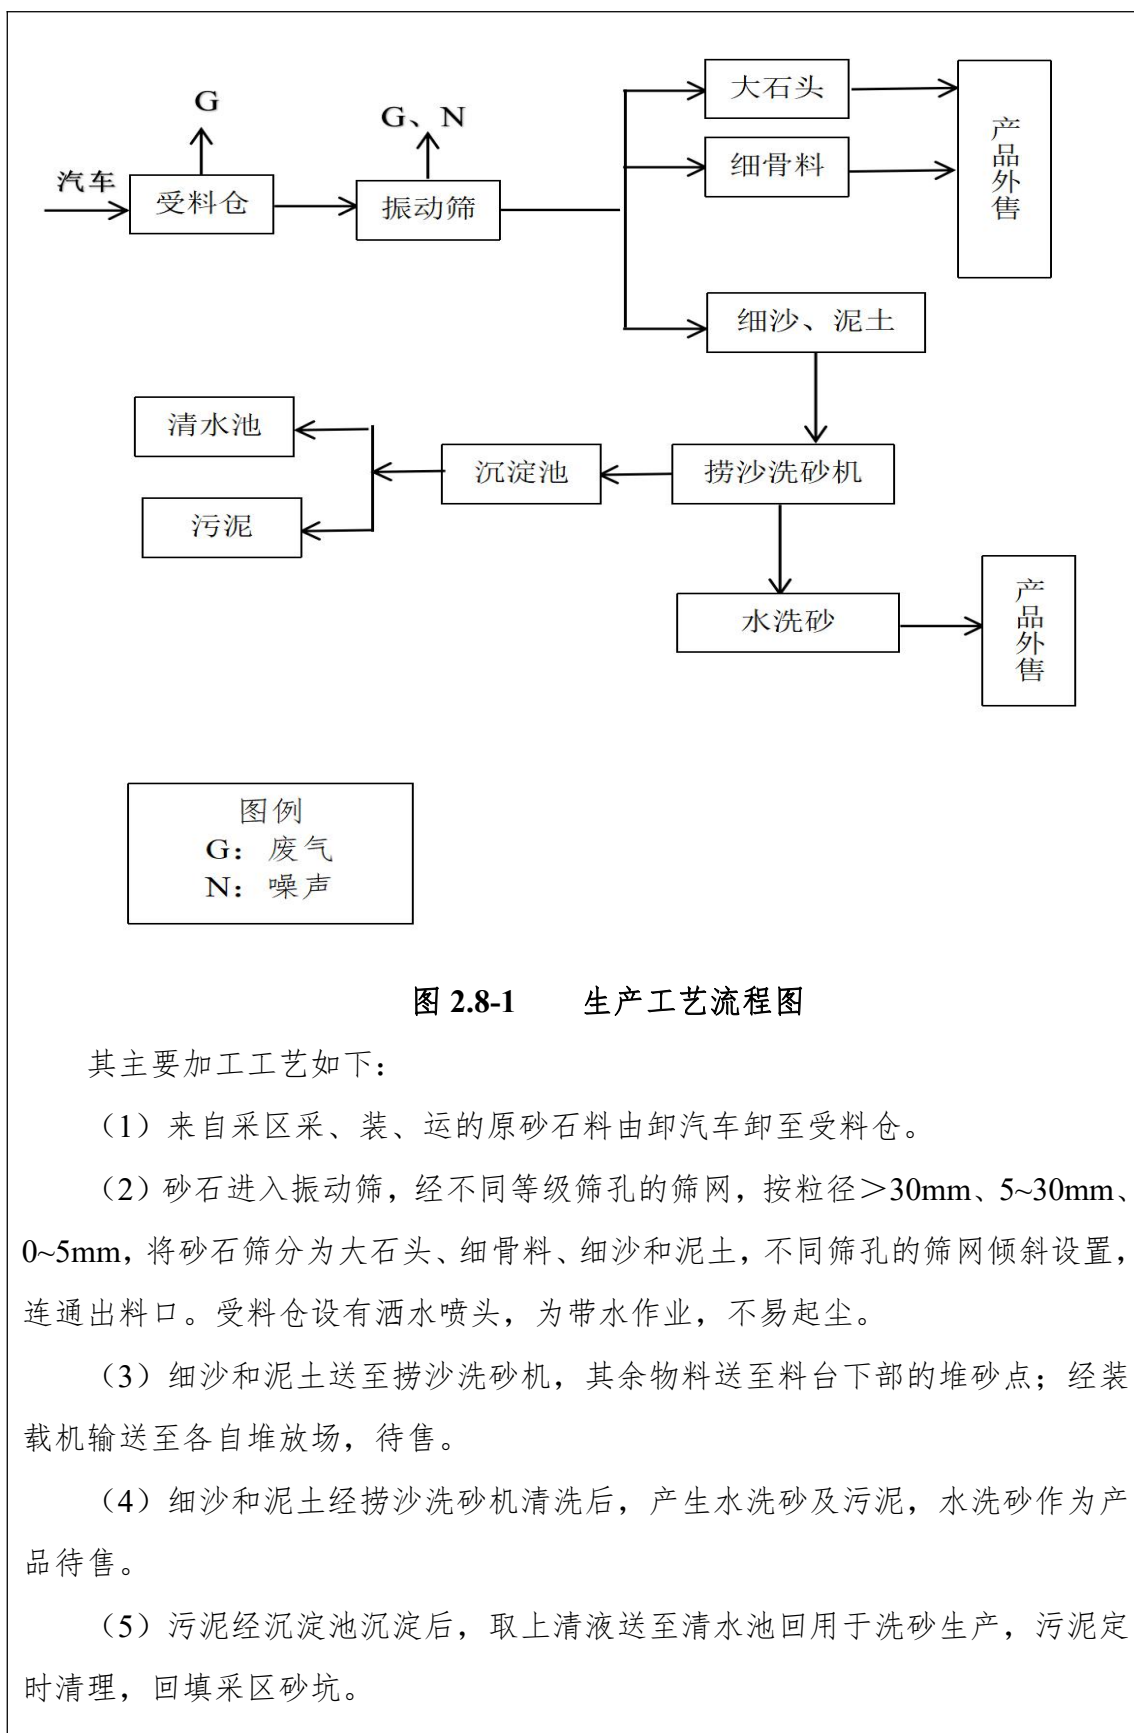 G
G、N
汽车
受料仓
振动筛
大石头
细骨料
产品外售
细沙、泥土
清水池
污泥
沉淀池
捞沙洗砂机
水洗砂
产品外售
图例
G：废气
N：噪声
图 2.8-1 生产工艺流程图
其主要加工工艺如下：
（1）来自采区采、装、运的原砂石料由卸汽车卸至受料仓。
（2）砂石进入振动筛，经不同等级筛孔的筛网，按粒径＞30mm、5~30mm、
0~5mm，将砂石筛分为大石头、细骨料、细沙和泥土，不同筛孔的筛网倾斜设置，
连通出料口。受料仓设有洒水喷头，为带水作业，不易起尘。
（3）细沙和泥土送至捞沙洗砂机，其余物料送至料台下部的堆砂点；经装
载机输送至各自堆放场，待售。
（4）细沙和泥土经捞沙洗砂机清洗后，产生水洗砂及污泥，水洗砂作为产
品待售。
（5）污泥经沉淀池沉淀后，取上清液送至清水池回用于洗砂生产，污泥定
时清理，回填采区砂坑。